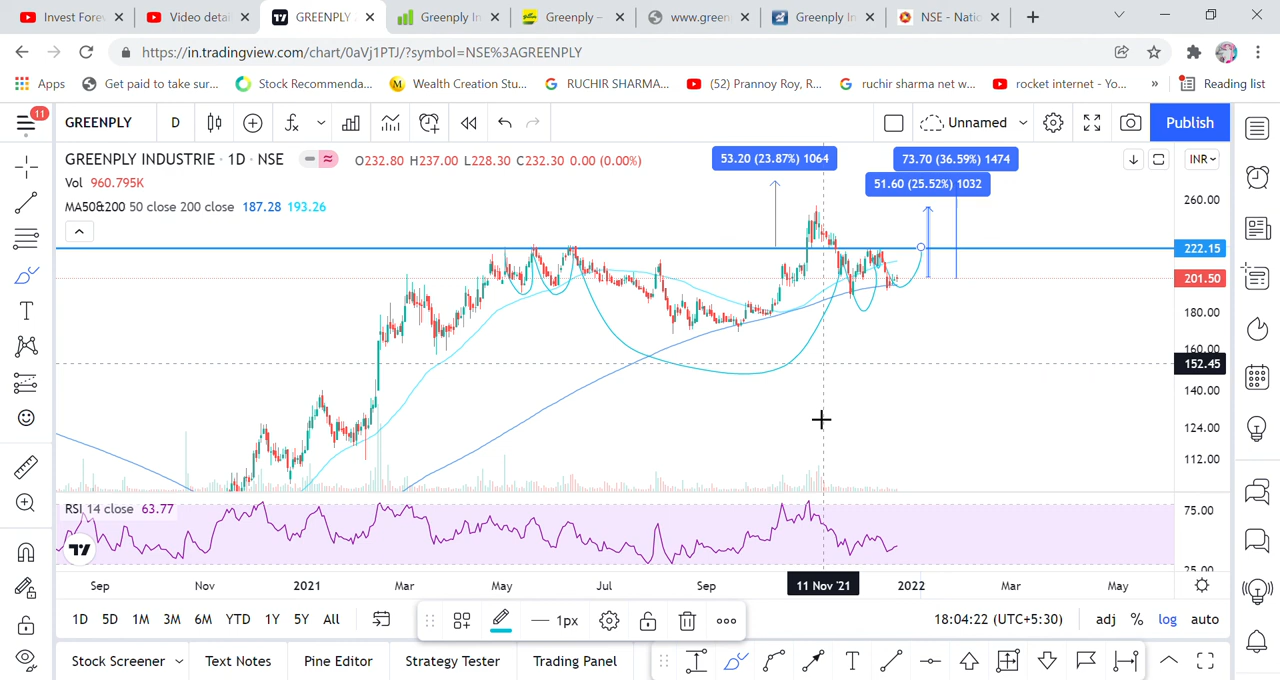 Invest Fore
Video detai
GREENPLY
Greenply In
Greenply –
www.green
Greenply In
NSE - Natio
https://in.tradingview.com/chart/0aVj1PTJ/?symbol=NSE%3AGREENPLY
Apps
Get paid to take sur...
Stock Recommenda...
Wealth Creation Stu...
RUCHIR SHARMA...
(52) Prannoy Roy, R...
ruchir sharma net w...
rocket internet - Yo...
»
Reading list
11
GREENPLY
D
Unnamed
Publish
GREENPLY INDUSTRIE · 1D · NSE
O232.80 H237.00 L228.30 C232.30 0.00 (0.00%)
53.20 (23.87%) 1064
73.70 (36.59%) 1474
INR
Vol 960.795K
51.60 (25.52%) 1032
MA50&200 50 close 200 close 187.28 193.26
260.00
222.15
201.50
180.00
160.00
152.45
140.00
124.00
112.00
RSI 14 close 63.77
75.00
25.00
Sep
Nov
2021
Mar
May
Jul
Sep
11 Nov '21
2022
Mar
May
1D
5D
1M
3M
6M
YTD
1Y
5Y
All
1px
18:04:22 (UTC+5:30)
adj
%
log
auto
Stock Screener
Text Notes
Pine Editor
Strategy Tester
Trading Panel